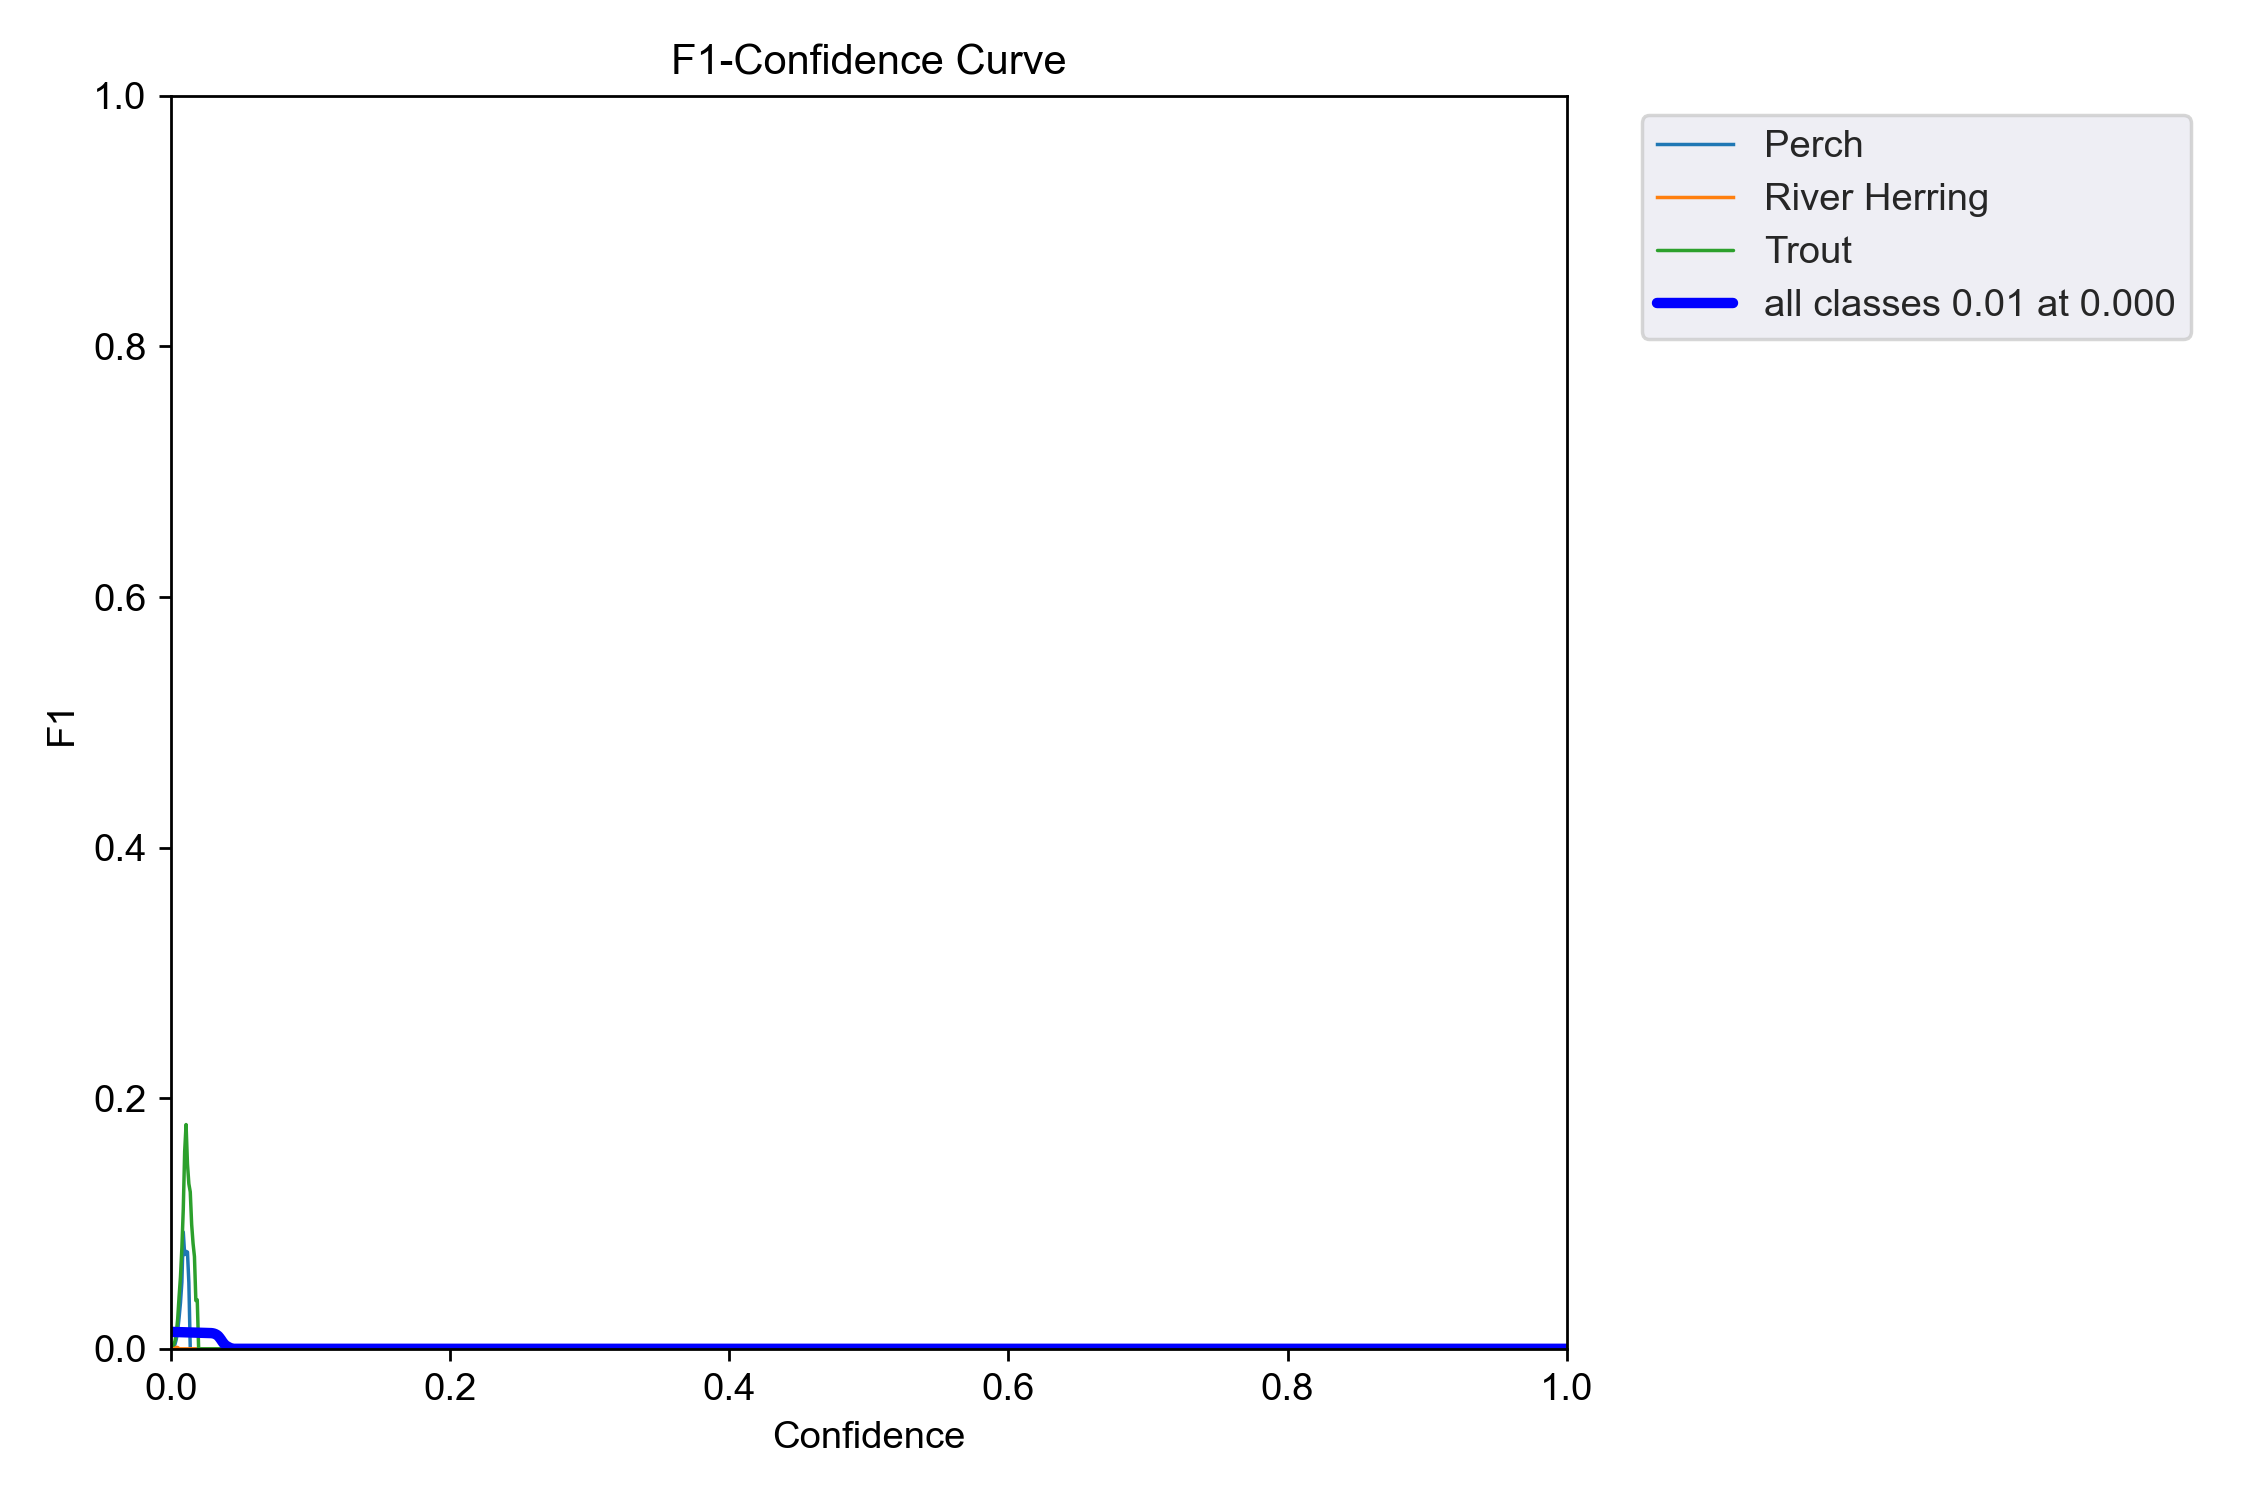 F1-Confidence Curve
1.0
0.8
0.6
0.4
0.2
0.0
F1
0.0 0.2 0.4 0.6 0.8 1.0
Confidence
Perch
River Herring
Trout
all classes 0.01 at 0.000